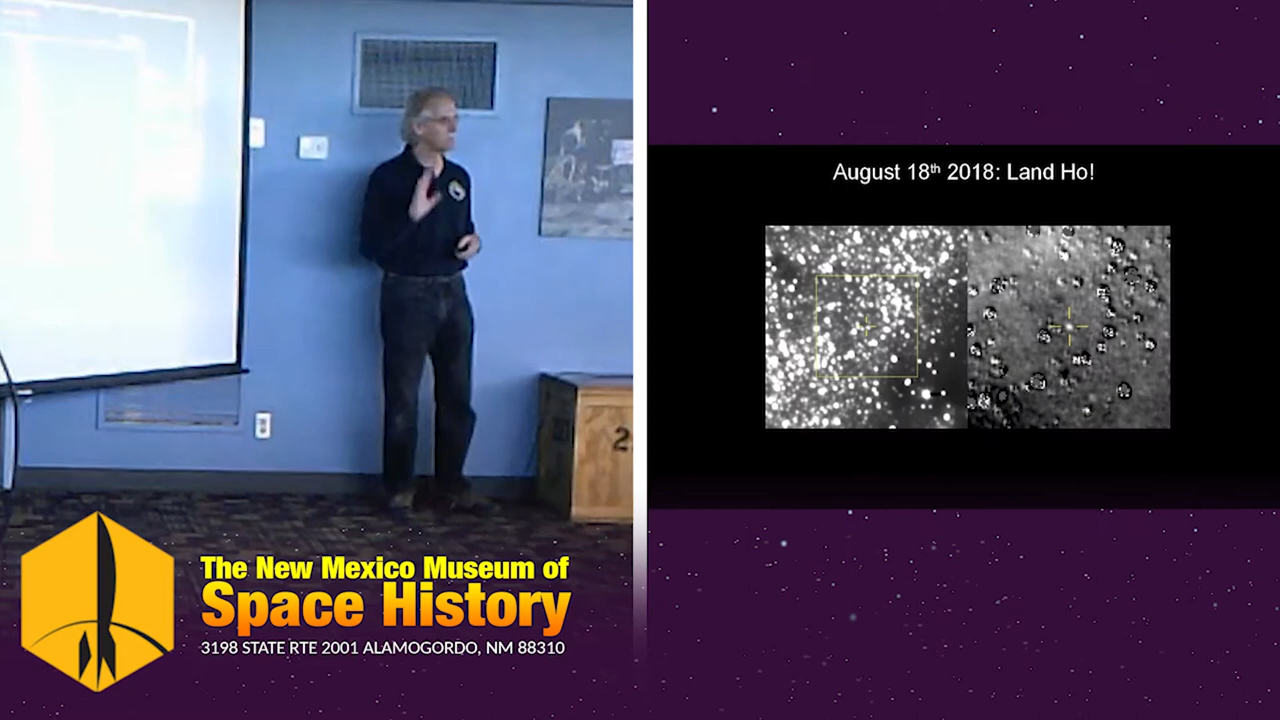 August 18th 2018: Land Ho!
2
The New Mexico Museum of
Space History
3198 STATE RTE 2001 ALAMOGORDO, NM 88310